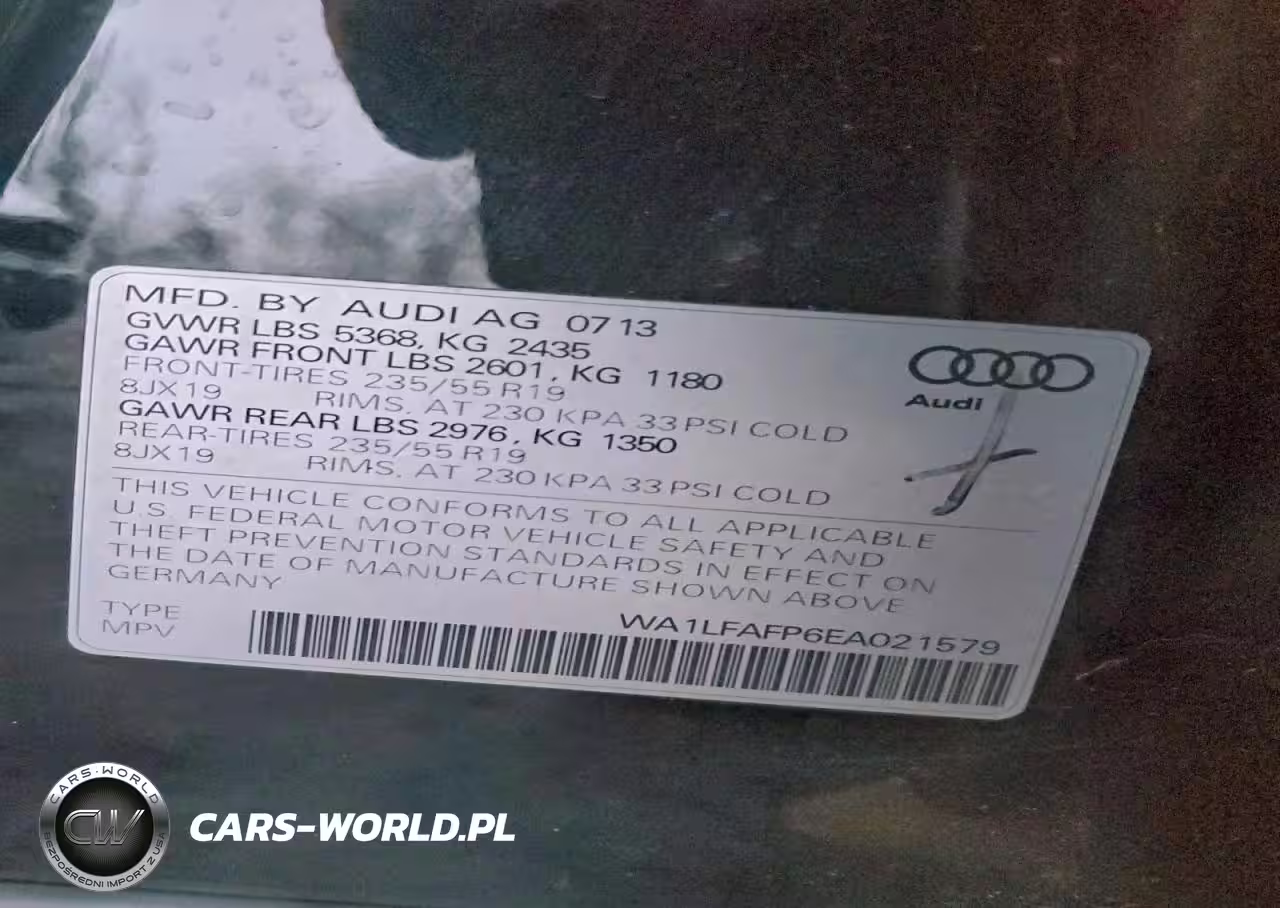 MFD. BY AUDI AG 07 13
GVWR LBS 5368, KG 2435
GAWR FRONT LBS 2601, KG 1180
FRONT-TIRES 235/55 R19
8JX19 RIMS. AT 230 KPA 33 PSI COLD
GAWR REAR LBS 2976, KG 1350
REAR-TIRES 235/55 R19
8JX19 RIMS. AT 230 KPA 33 PSI COLD
Audi
THIS VEHICLE CONFORMS TO ALL APPLICABLE
U.S. FEDERAL MOTOR VEHICLE SAFETY AND
THEFT PREVENTION STANDARDS IN EFFECT ON
THE DATE OF MANUFACTURE SHOWN ABOVE
GERMANY
WA1LFAFP6EA021579
TYPE
MPV
CARS-WORLD
CW
BEZPOŚREDNI IMPORT Z USA
CARS-WORLD.PL